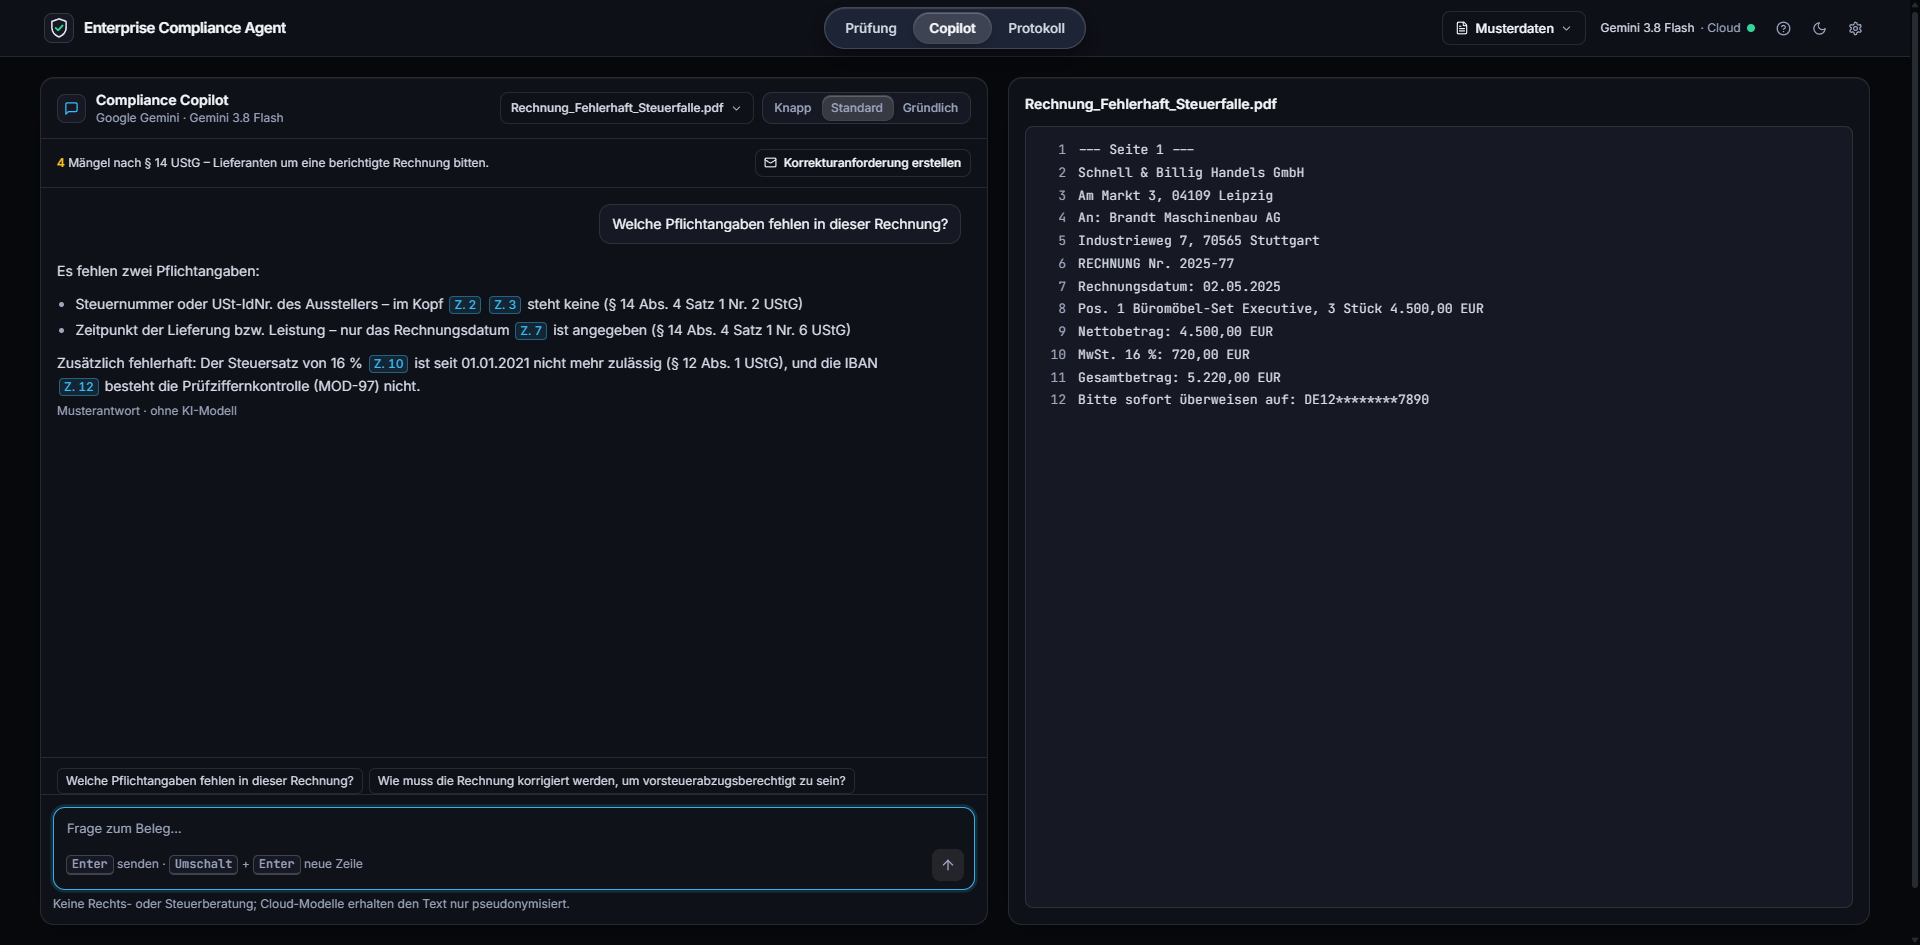 Enterprise Compliance Agent
Prüfung
Copilot
Protokoll
Musterdaten
Gemini 3.8 Flash · Cloud
Compliance Copilot
Google Gemini · Gemini 3.8 Flash
Rechnung_Fehlerhaft_Steuerfalle.pdf
Knapp
Standard
Gründlich
4 Mängel nach § 14 UStG – Lieferanten um eine berichtigte Rechnung bitten.
Korrekturanforderung erstellen
Welche Pflichtangaben fehlen in dieser Rechnung?
Es fehlen zwei Pflichtangaben:
• Steuernummer oder USt-IdNr. des Ausstellers – im Kopf Z. 2 Z. 3 steht keine (§ 14 Abs. 4 Satz 1 Nr. 2 UStG)
• Zeitpunkt der Lieferung bzw. Leistung – nur das Rechnungsdatum Z. 7 ist angegeben (§ 14 Abs. 4 Satz 1 Nr. 6 UStG)
Zusätzlich fehlerhaft: Der Steuersatz von 16 % Z. 10 ist seit 01.01.2021 nicht mehr zulässig (§ 12 Abs. 1 UStG), und die IBAN
Z. 12 besteht die Prüfziffernkontrolle (MOD-97) nicht.
Musterantwort · ohne KI-Modell
Welche Pflichtangaben fehlen in dieser Rechnung?
Wie muss die Rechnung korrigiert werden, um vorsteuerabzugsberechtigt zu sein?
Frage zum Beleg...
Enter senden · Umschalt + Enter neue Zeile
Keine Rechts- oder Steuerberatung; Cloud-Modelle erhalten den Text nur pseudonymisiert.
Rechnung_Fehlerhaft_Steuerfalle.pdf
1 --- Seite 1 ---
2 Schnell & Billig Handels GmbH
3 Am Markt 3, 04109 Leipzig
4 An: Brandt Maschinenbau AG
5 Industrieweg 7, 70565 Stuttgart
6 RECHNUNG Nr. 2025-77
7 Rechnungsdatum: 02.05.2025
8 Pos. 1 Büromöbel-Set Executive, 3 Stück 4.500,00 EUR
9 Nettobetrag: 4.500,00 EUR
10 MwSt. 16 %: 720,00 EUR
11 Gesamtbetrag: 5.220,00 EUR
12 Bitte sofort überweisen auf: DE12********7890